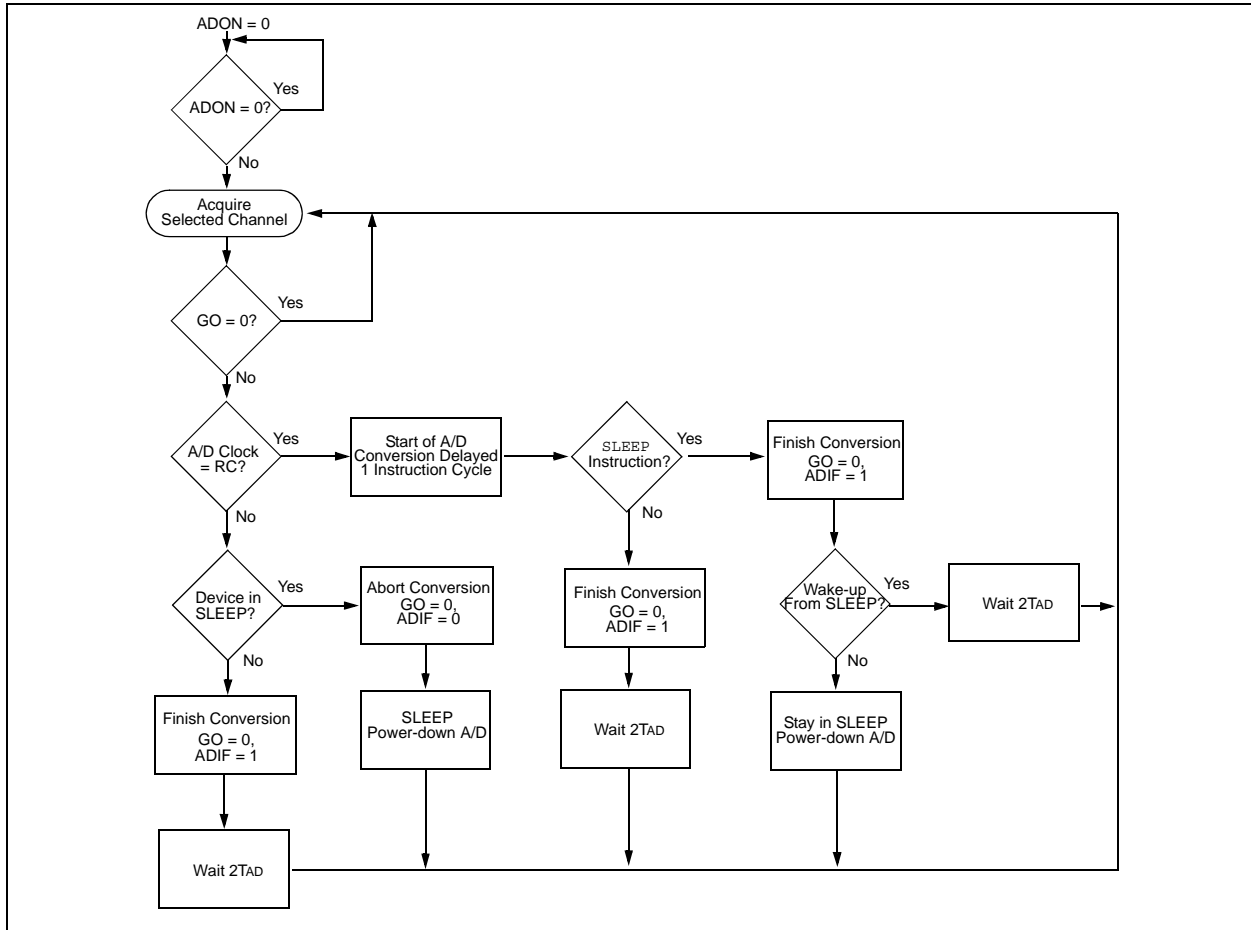 ADON = 0
ADON = 0?
Yes
No
Acquire
Selected Channel
GO = 0?
Yes
No
A/D Clock
= RC?
Yes
No
Start of A/D
Conversion Delayed
1 Instruction Cycle
SLEEP
Instruction?
Yes
No
Finish Conversion
GO = 0,
ADIF = 1
Device in
SLEEP?
Yes
No
Abort Conversion
GO = 0,
ADIF = 0
Finish Conversion
GO = 0,
ADIF = 1
Wake-up
From SLEEP?
Yes
No
Wait 2TAD
Finish Conversion
GO = 0,
ADIF = 1
SLEEP
Power-down A/D
Wait 2TAD
Stay in SLEEP
Power-down A/D
Wait 2TAD